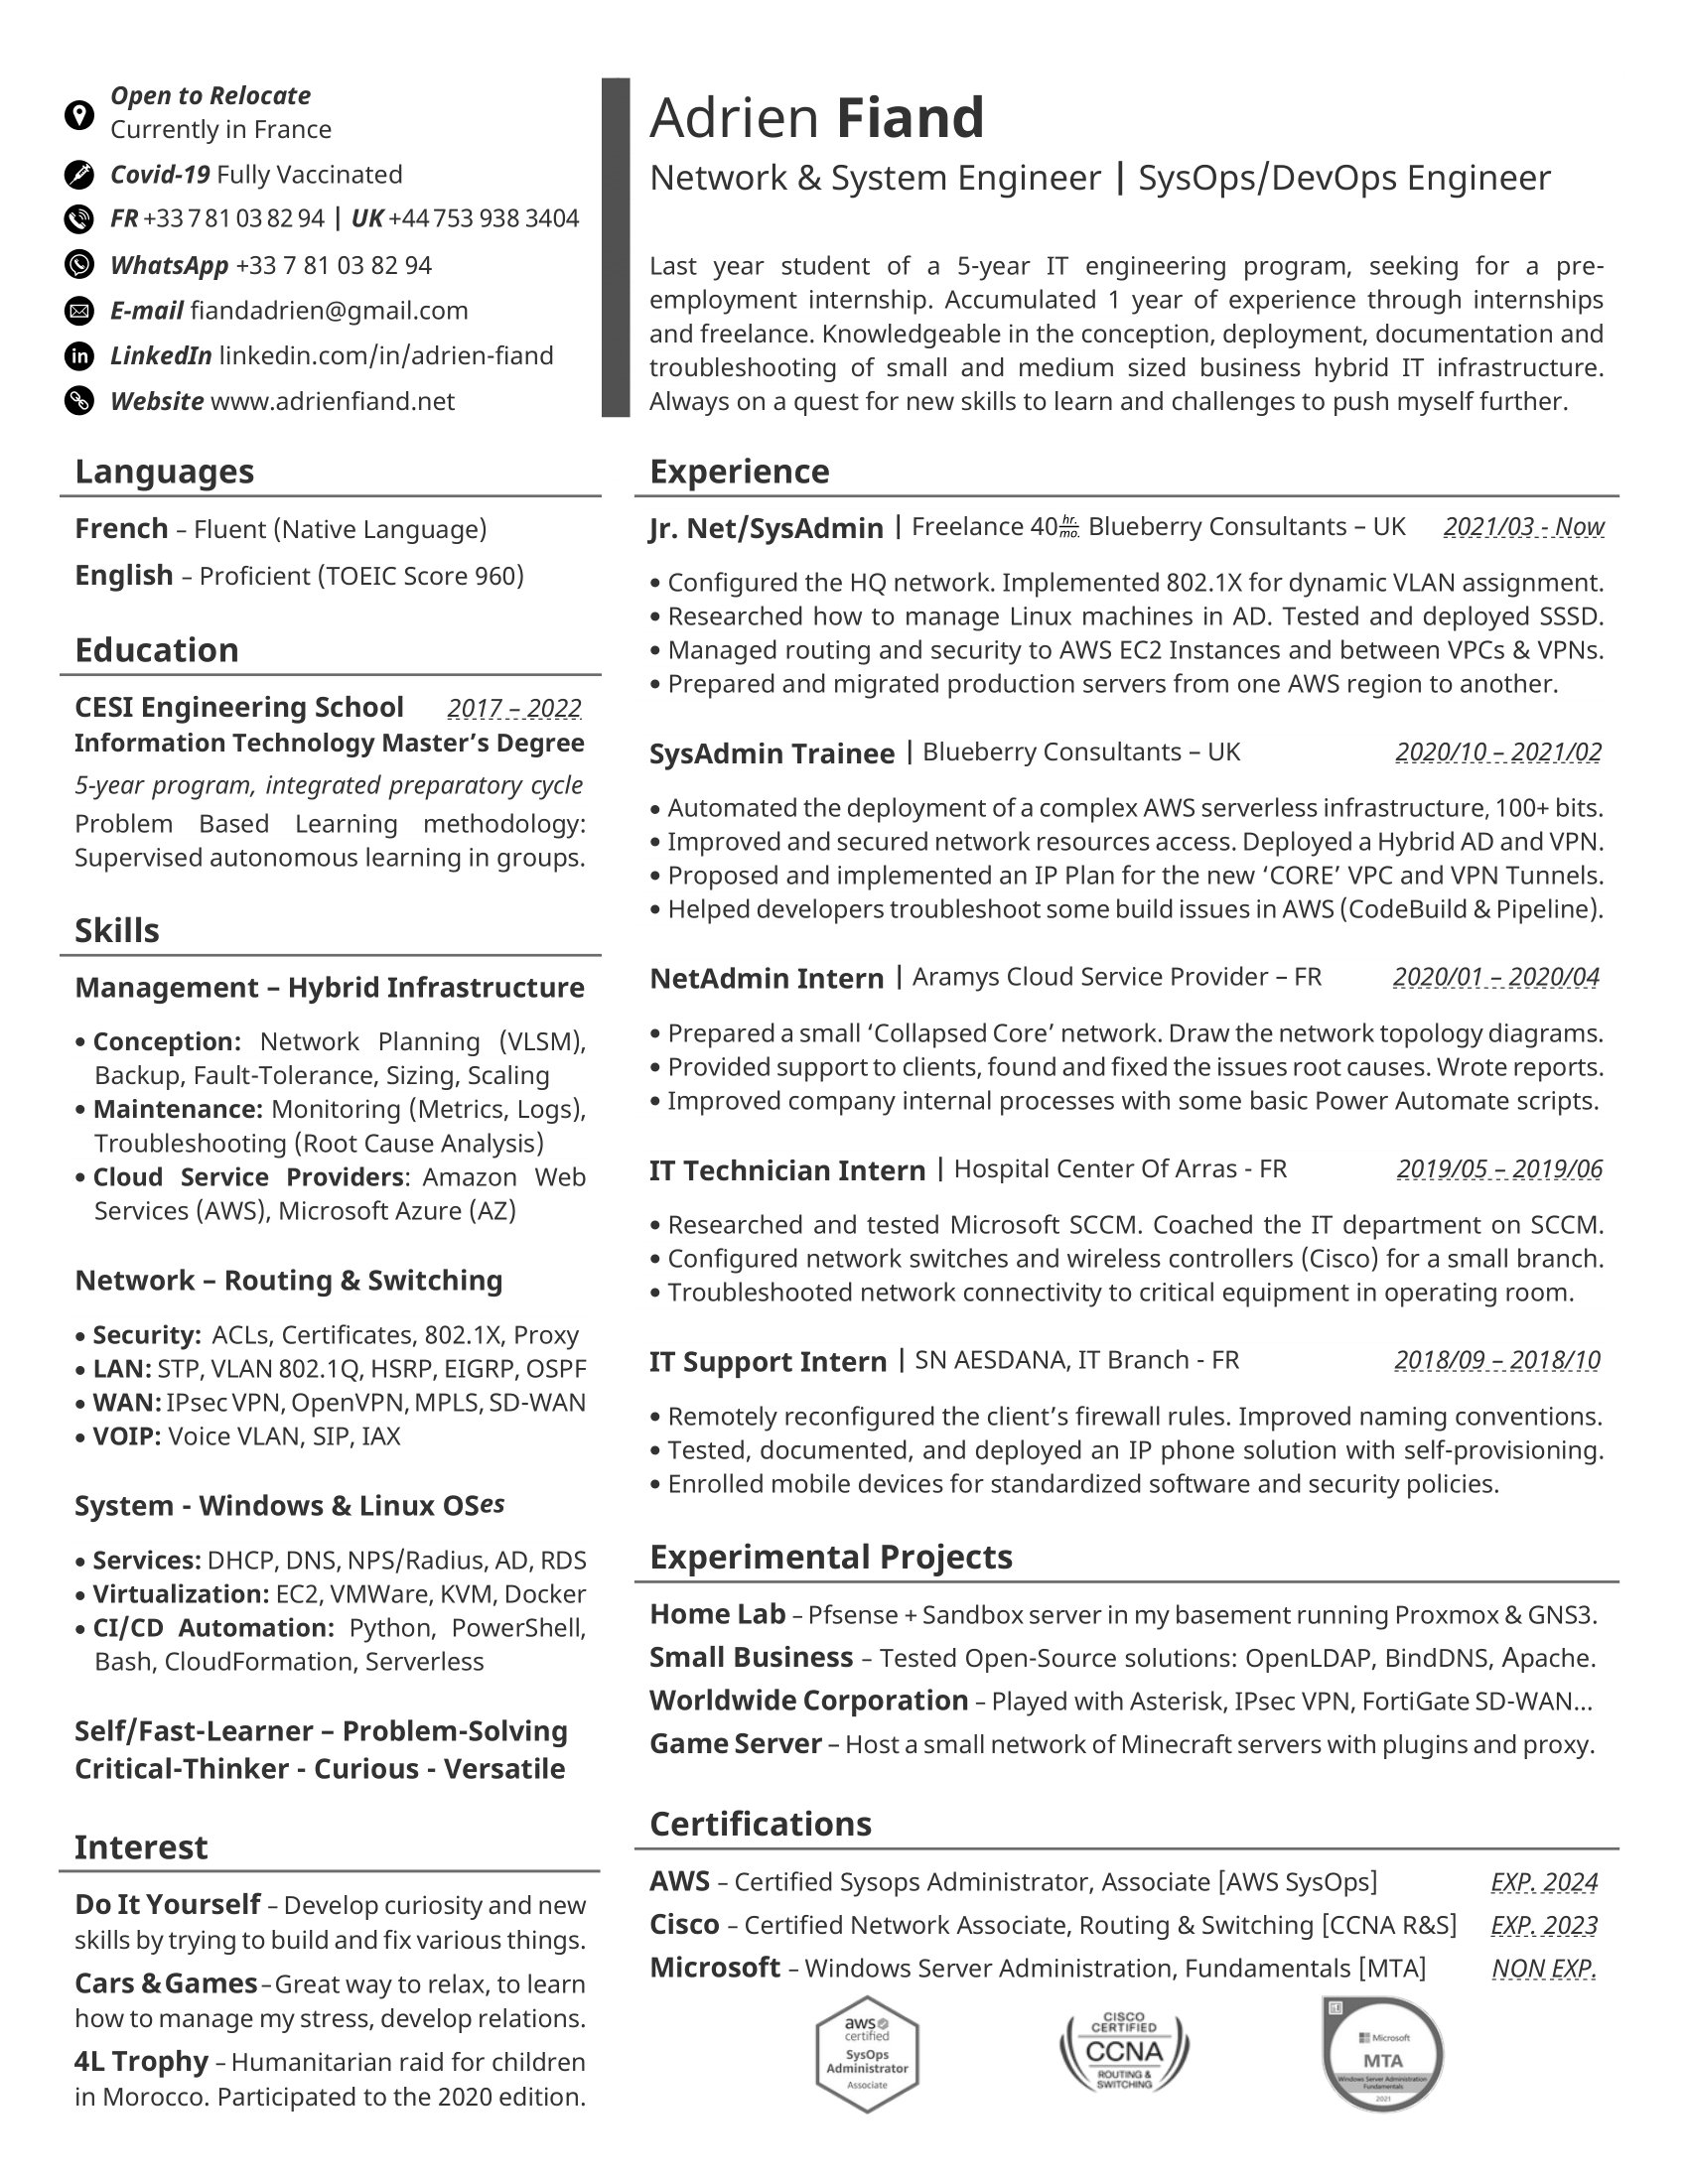 Open to Relocate
Currently in France
Covid-19 Fully Vaccinated
FR +33 7 81 03 82 94 | UK +44 753 938 3404
WhatsApp +33 7 81 03 82 94
E-mail fiandadrien@gmail.com
LinkedIn linkedin.com/in/adrien-fiand
Website www.adrienfiand.net
Adrien Fiand
Network & System Engineer | SysOps/DevOps Engineer
Last year student of a 5-year IT engineering program, seeking for a pre-
employment internship. Accumulated 1 year of experience through internships
and freelance. Knowledgeable in the conception, deployment, documentation and
troubleshooting of small and medium sized business hybrid IT infrastructure.
Always on a quest for new skills to learn and challenges to push myself further.
Languages
French – Fluent (Native Language)
English – Proficient (TOEIC Score 960)
Education
CESI Engineering School 2017 – 2022
Information Technology Master’s Degree
5-year program, integrated preparatory cycle
Problem Based Learning methodology:
Supervised autonomous learning in groups.
Skills
Management – Hybrid Infrastructure
• Conception: Network Planning (VLSM),
Backup, Fault-Tolerance, Sizing, Scaling
• Maintenance: Monitoring (Metrics, Logs),
Troubleshooting (Root Cause Analysis)
• Cloud Service Providers: Amazon Web
Services (AWS), Microsoft Azure (AZ)
Network – Routing & Switching
• Security: ACLs, Certificates, 802.1X, Proxy
• LAN: STP, VLAN 802.1Q, HSRP, EIGRP, OSPF
• WAN: IPsec VPN, OpenVPN, MPLS, SD-WAN
• VOIP: Voice VLAN, SIP, IAX
System - Windows & Linux OSes
• Services: DHCP, DNS, NPS/Radius, AD, RDS
• Virtualization: EC2, VMWare, KVM, Docker
• CI/CD Automation: Python, PowerShell,
Bash, CloudFormation, Serverless
Self/Fast-Learner – Problem-Solving
Critical-Thinker - Curious - Versatile
Interest
Do It Yourself – Develop curiosity and new
skills by trying to build and fix various things.
Cars & Games – Great way to relax, to learn
how to manage my stress, develop relations.
4L Trophy – Humanitarian raid for children
in Morocco. Participated to the 2020 edition.
Experience
Jr. Net/SysAdmin | Freelance 40 hr./mo. Blueberry Consultants – UK 2021/03 - Now
• Configured the HQ network. Implemented 802.1X for dynamic VLAN assignment.
• Researched how to manage Linux machines in AD. Tested and deployed SSSD.
• Managed routing and security to AWS EC2 Instances and between VPCs & VPNs.
• Prepared and migrated production servers from one AWS region to another.
SysAdmin Trainee | Blueberry Consultants – UK 2020/10 – 2021/02
• Automated the deployment of a complex AWS serverless infrastructure, 100+ bits.
• Improved and secured network resources access. Deployed a Hybrid AD and VPN.
• Proposed and implemented an IP Plan for the new ‘CORE’ VPC and VPN Tunnels.
• Helped developers troubleshoot some build issues in AWS (CodeBuild & Pipeline).
NetAdmin Intern | Aramys Cloud Service Provider – FR 2020/01 – 2020/04
• Prepared a small ‘Collapsed Core’ network. Draw the network topology diagrams.
• Provided support to clients, found and fixed the issues root causes. Wrote reports.
• Improved company internal processes with some basic Power Automate scripts.
IT Technician Intern | Hospital Center Of Arras - FR 2019/05 – 2019/06
• Researched and tested Microsoft SCCM. Coached the IT department on SCCM.
• Configured network switches and wireless controllers (Cisco) for a small branch.
• Troubleshooted network connectivity to critical equipment in operating room.
IT Support Intern | SN AESDANA, IT Branch - FR 2018/09 – 2018/10
• Remotely reconfigured the client’s firewall rules. Improved naming conventions.
• Tested, documented, and deployed an IP phone solution with self-provisioning.
• Enrolled mobile devices for standardized software and security policies.
Experimental Projects
Home Lab – Pfsense + Sandbox server in my basement running Proxmox & GNS3.
Small Business – Tested Open-Source solutions: OpenLDAP, BindDNS, Apache.
Worldwide Corporation – Played with Asterisk, IPsec VPN, FortiGate SD-WAN…
Game Server – Host a small network of Minecraft servers with plugins and proxy.
Certifications
AWS – Certified Sysops Administrator, Associate [AWS SysOps] EXP. 2024
Cisco – Certified Network Associate, Routing & Switching [CCNA R&S] EXP. 2023
Microsoft – Windows Server Administration, Fundamentals [MTA] NON EXP.
aws
certified
SysOps
Administrator
Associate
CISCO
CERTIFIED
CCNA
ROUTING &
SWITCHING
Microsoft
MTA
Windows Server Administration
Fundamentals
2021